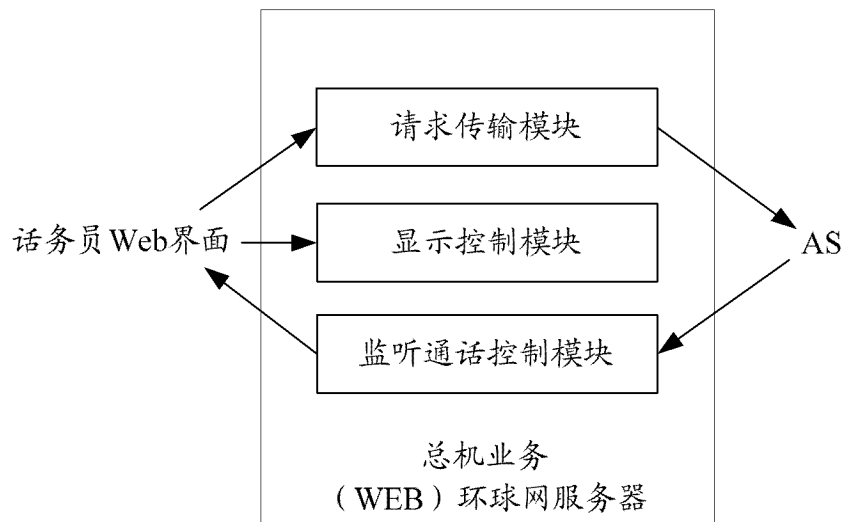 请求传输模块
话务员Web界面
显示控制模块
AS
监听通话控制模块
总机业务
（WEB）环球网服务器